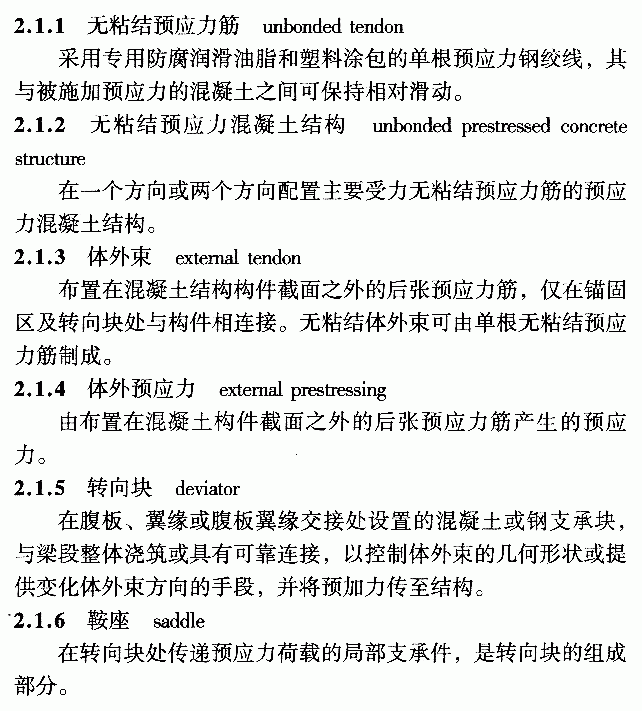 2.1.1 无粘结预应力筋 unbonded tendon
采用专用防腐润滑油脂和塑料涂包的单根预应力钢绞线，其
与被施加预应力的混凝土之间可保持相对滑动。
2.1.2 无粘结预应力混凝土结构 unbonded prestressed concrete
structure
在一个方向或两个方向配置主要受力无粘结预应力筋的预应
力混凝土结构。
2.1.3 体外束 external tendon
布置在混凝土结构构件截面之外的后张预应力筋，仅在锚固
区及转向块处与构件相连接。无粘结体外束可由单根无粘结预应
力筋制成。
2.1.4 体外预应力 external prestressing
由布置在混凝土构件截面之外的后张预应力筋产生的预应
力。
2.1.5 转向块 deviator
在腹板、翼缘或腹板翼缘交接处设置的混凝土或钢支承块，
与梁段整体浇筑或具有可靠连接，以控制体外束的几何形状或提
供变化体外束方向的手段，并将预加力传至结构。
2.1.6 鞍座 saddle
在转向块处传递预应力荷载的局部支承件，是转向块的组成
部分。